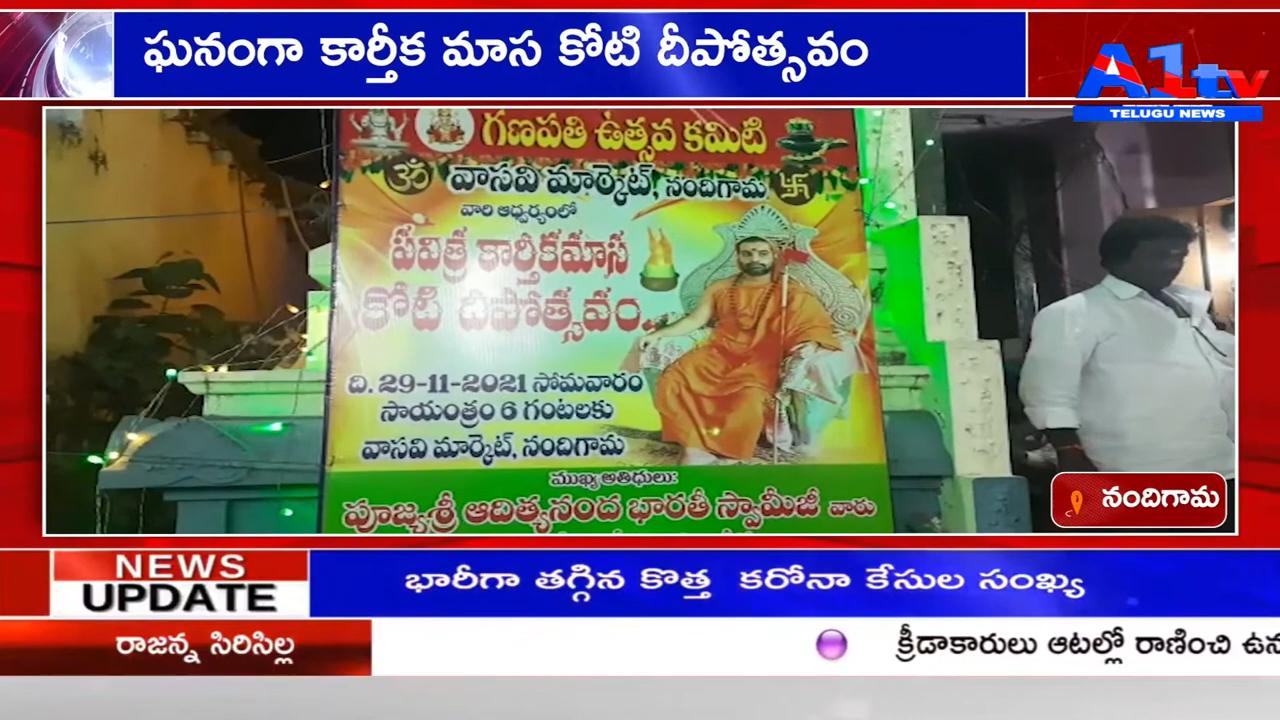 ఘనంగా కార్తీక మాస కోటి దీపోత్సవం
A1tv
TELUGU NEWS
గణపతి ఉత్సవ కమిటి
ॐ వాసవి మార్కెట్, నందిగామ 卐
వారి ఆధ్వర్యంలో
పవిత్ర కార్తీకమాస
కోటి దీపోత్సవం..
ది. 29-11-2021 సోమవారం
సాయంత్రం 6 గంటలకు
వాసవి మార్కెట్, నందిగామ
ముఖ్య అతిధులు:
పూజ్యశ్రీ ఆదిత్యనంద భారతీ స్వామీజీ వారు
నందిగామ
NEWS
UPDATE
భారీగా తగ్గిన కొత్త కరోనా కేసుల సంఖ్య
రాజన్న సిరిసిల్ల
క్రీడాకారులు ఆటల్లో రాణించి